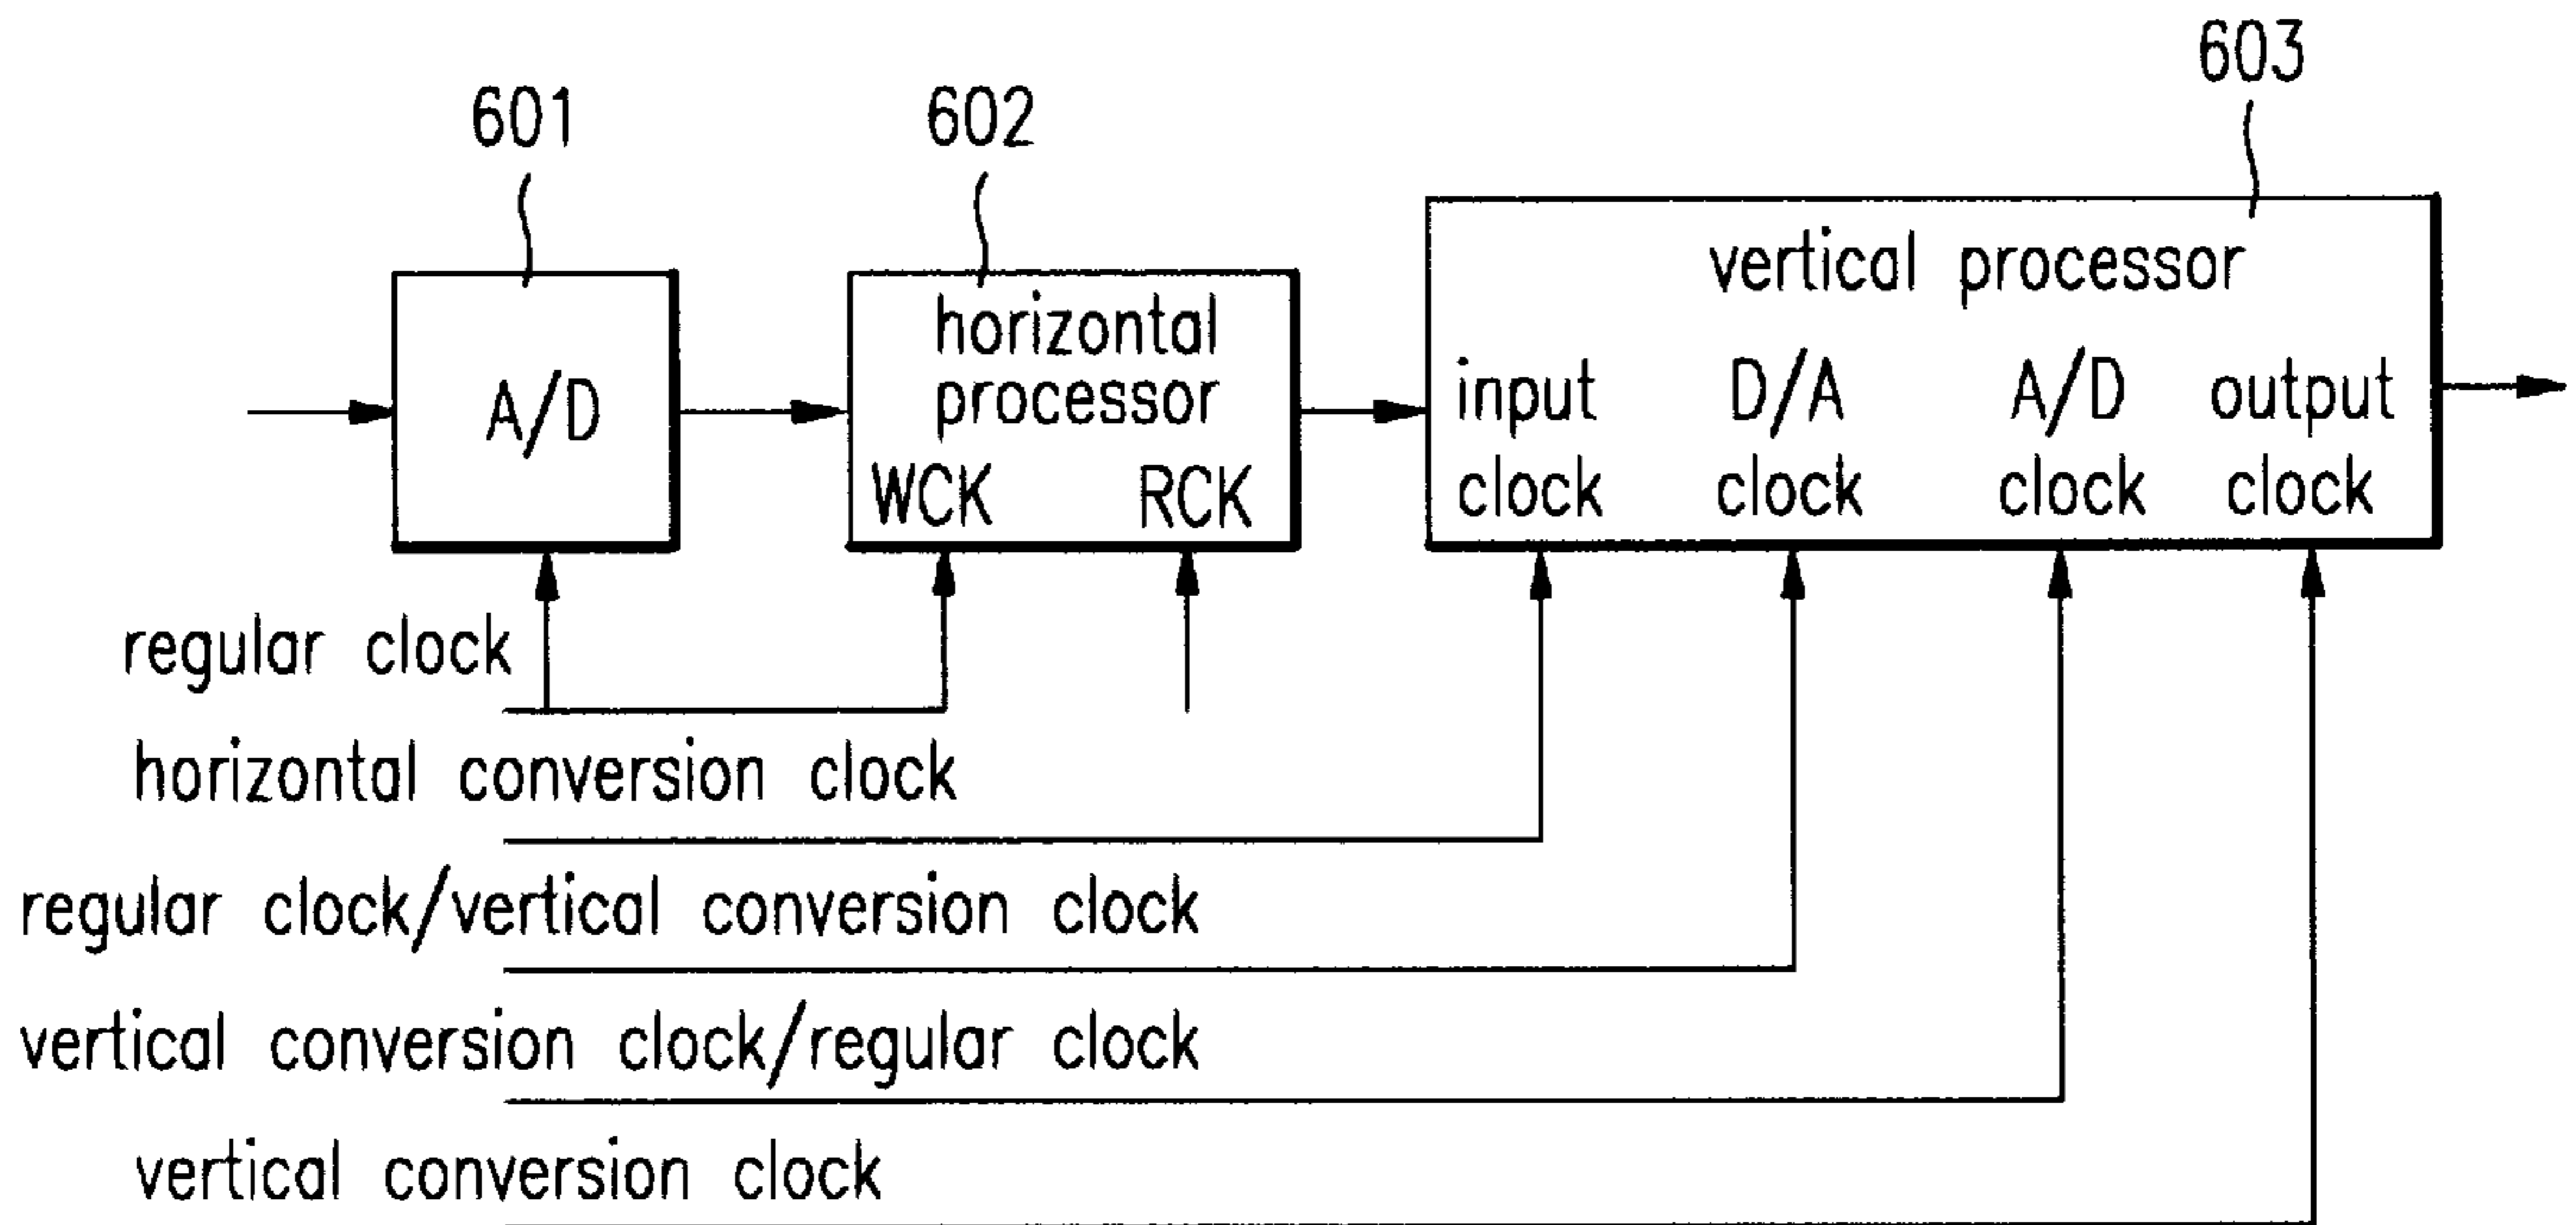 603
601
602
vertical processor
horizontal
processor
A/D
input clock
D/A clock
A/D clock
output clock
WCK
RCK
regular clock
horizontal conversion clock
regular clock/vertical conversion clock
vertical conversion clock/regular clock
vertical conversion clock